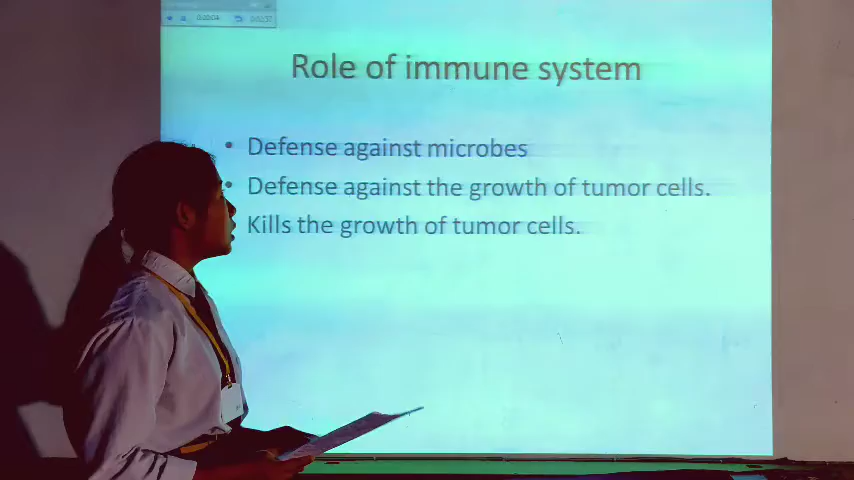 Role of immune system
• Defense against microbes
• Defense against the growth of tumor cells.
Kills the growth of tumor cells.